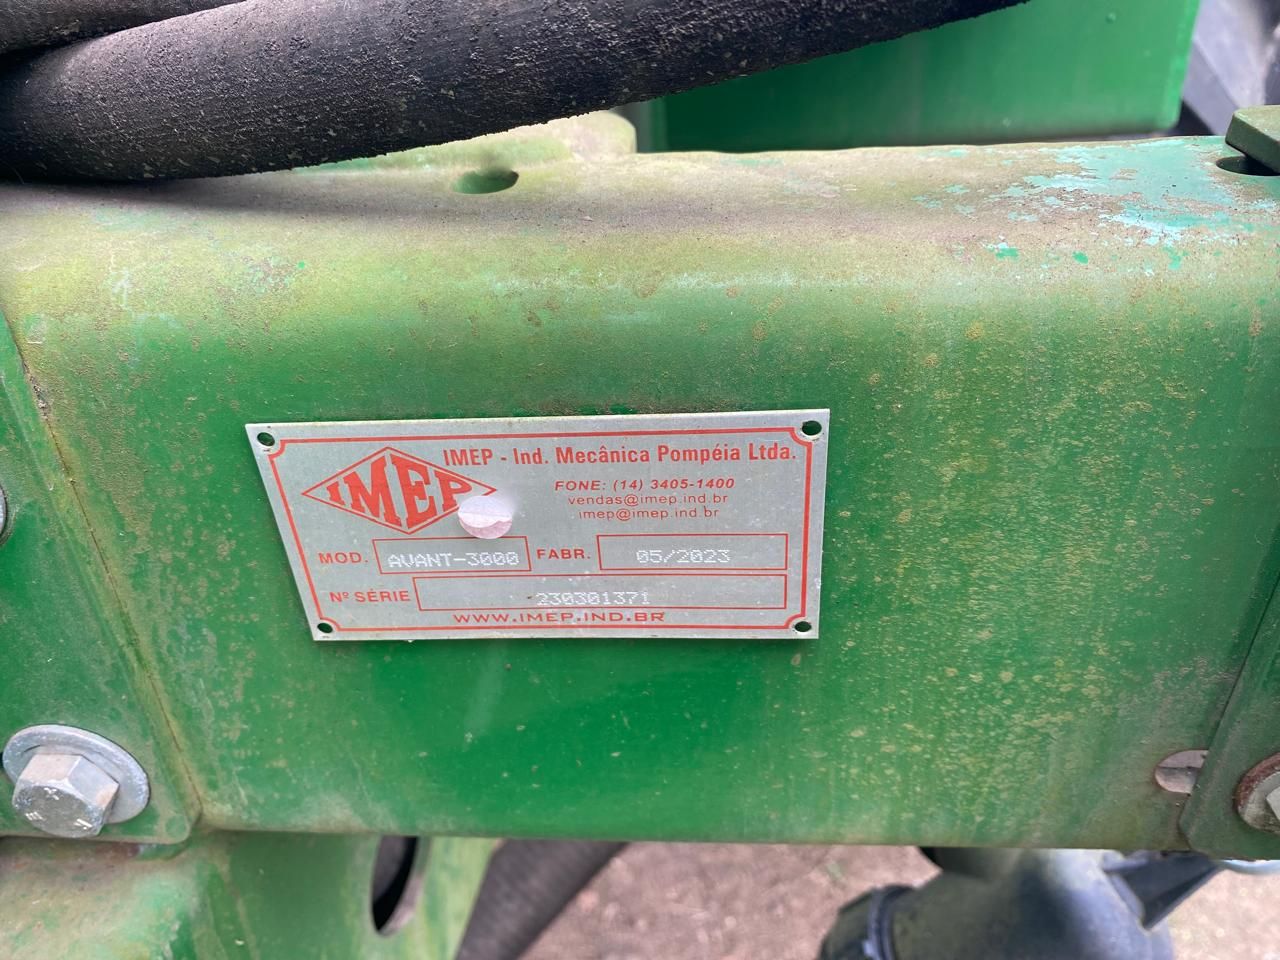 IMEP - Ind. Mecânica Pompéia Ltda.
IMEP
FONE: (14) 3405-1400
vendas@imep.ind.br
imep@imep.ind.br
MOD. AVANT-3000 FABR. 05/2023
Nº SÉRIE 230301371
WWW.IMEP.IND.BR